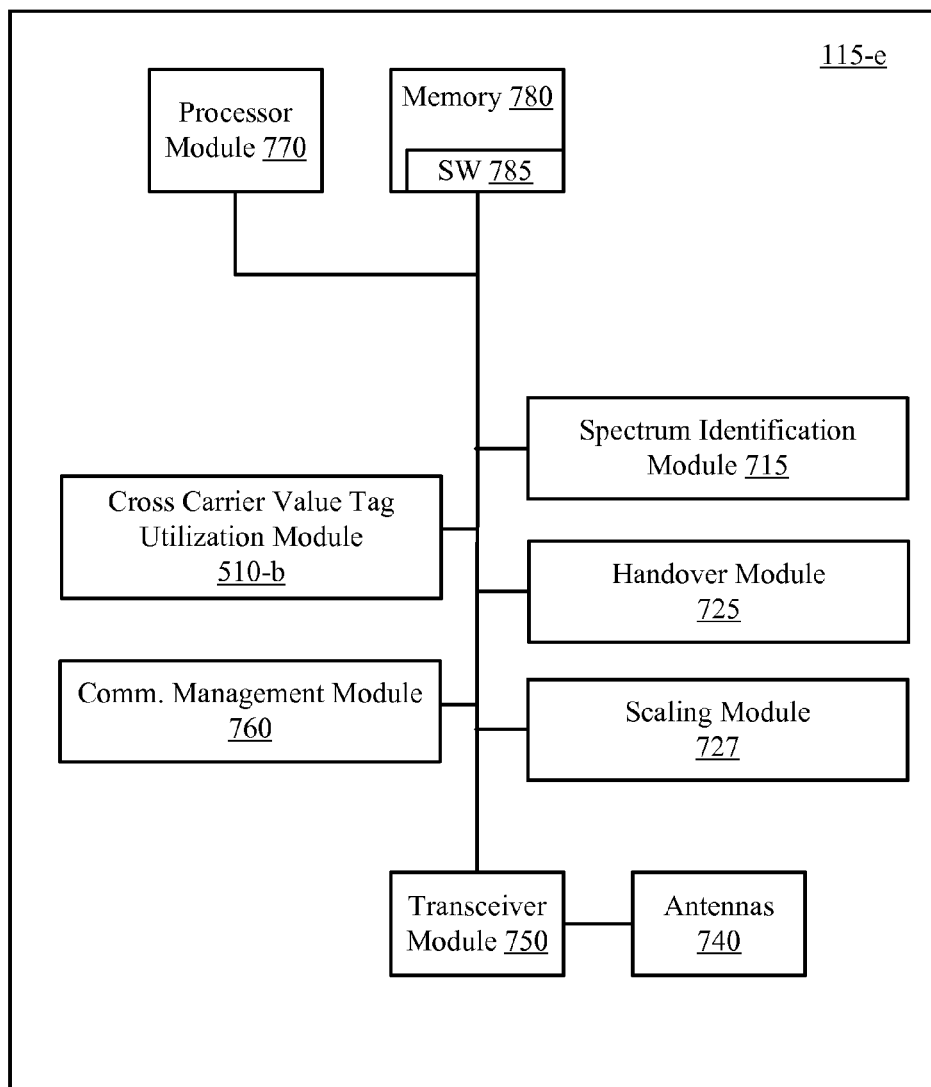 115-e
Processor
Module 770
Memory 780
SW 785
Spectrum Identification
Module 715
Cross Carrier Value Tag
Utilization Module
510-b
Handover Module
725
Comm. Management Module
760
Scaling Module
727
Transceiver
Module 750
Antennas
740